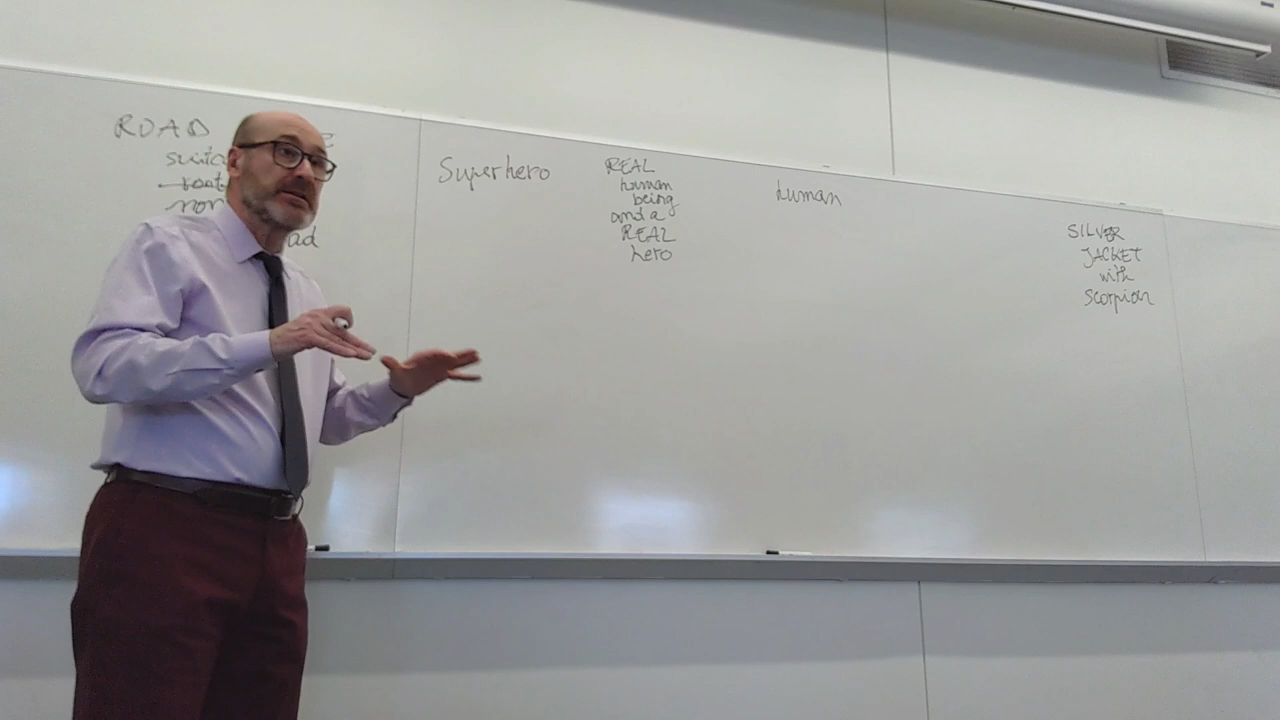 ROAD
Superhero
REAL
human
being
and a
REAL
hero
human
SILVER
JACKET
with
scorpion